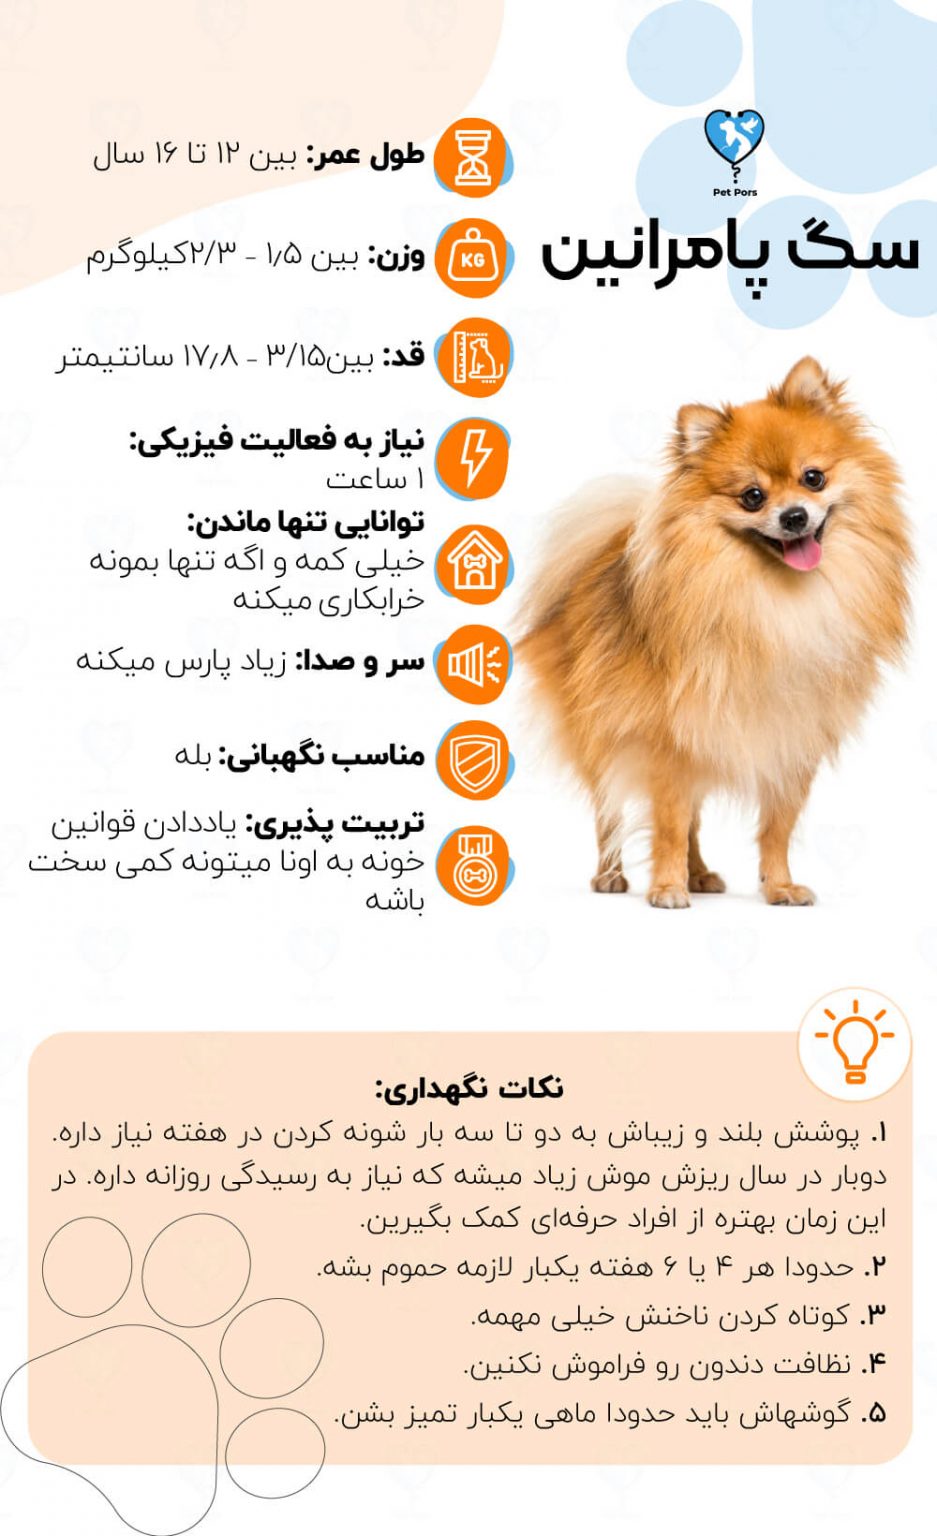 Pet Pors
سگ پامرانین
طول عمر: بین ۱۲ تا ۱۶ سال
وزن: بین ۱٫۵ - ۲/۳کیلوگرم
KG
قد: بین۳/۱۵ - ۱۷٫۸ سانتیمتر
نیاز به فعالیت فیزیکی:
۱ ساعت
توانایی تنها ماندن:
خیلی کمه و اگه تنها بمونه
خرابکاری میکنه
سر و صدا: زیاد پارس میکنه
مناسب نگهبانی: بله
تربیت پذیری: یاددادن قوانین
خونه به اونا میتونه کمی سخت
باشه
نکات نگهداری:
۱. پوشش بلند و زیباش به دو تا سه بار شونه کردن در هفته نیاز داره.
دوبار در سال ریزش موش زیاد میشه که نیاز به رسیدگی روزانه داره. در
این زمان بهتره از افراد حرفه‌ای کمک بگیرین.
۲. حدودا هر ۴ یا ۶ هفته یکبار لازمه حموم بشه.
۳. کوتاه کردن ناخنش خیلی مهمه.
۴. نظافت دندون رو فراموش نکنین.
۵. گوشهاش باید حدودا ماهی یکبار تمیز بشن.